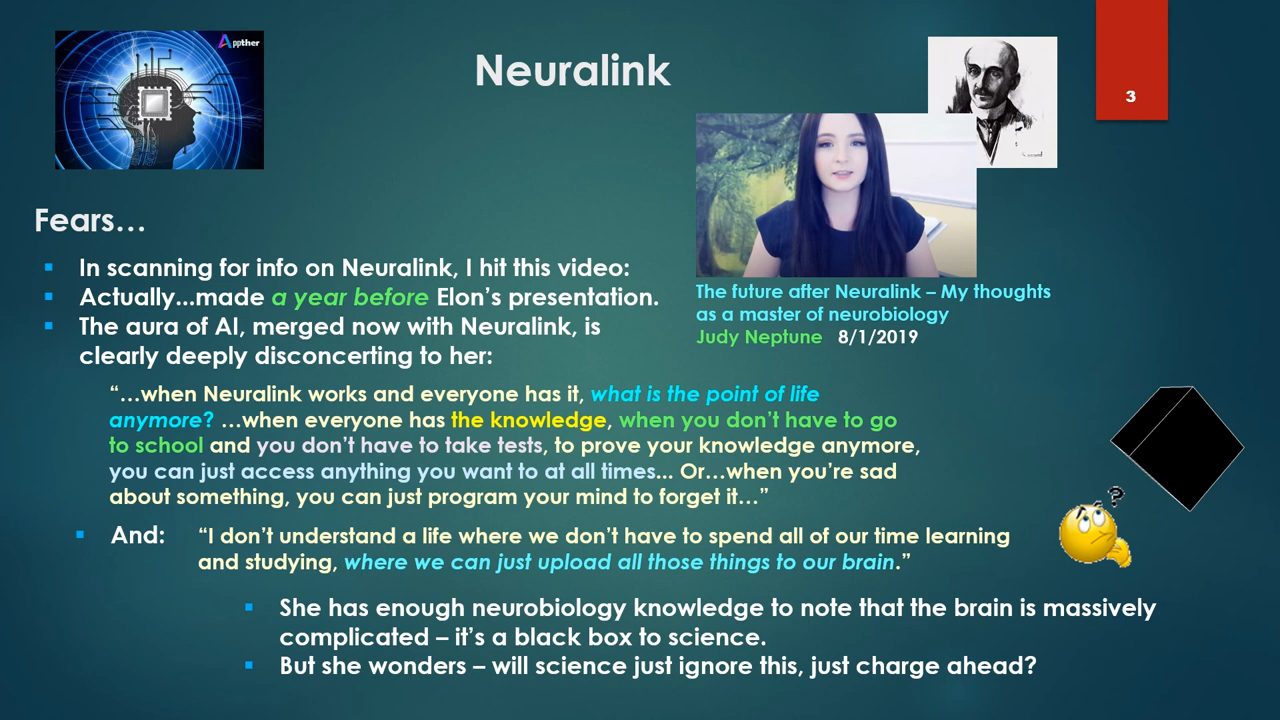 Appther
Neuralink
3
Fears…
In scanning for info on Neuralink, I hit this video:
Actually...made a year before Elon’s presentation.
The aura of AI, merged now with Neuralink, is
clearly deeply disconcerting to her:
The future after Neuralink – My thoughts
as a master of neurobiology
Judy Neptune 8/1/2019
“…when Neuralink works and everyone has it, what is the point of life
anymore? …when everyone has the knowledge, when you don’t have to go
to school and you don’t have to take tests, to prove your knowledge anymore,
you can just access anything you want to at all times... Or…when you’re sad
about something, you can just program your mind to forget it…”
?
And: “I don’t understand a life where we don’t have to spend all of our time learning
and studying, where we can just upload all those things to our brain.”
She has enough neurobiology knowledge to note that the brain is massively
complicated – it’s a black box to science.
But she wonders – will science just ignore this, just charge ahead?